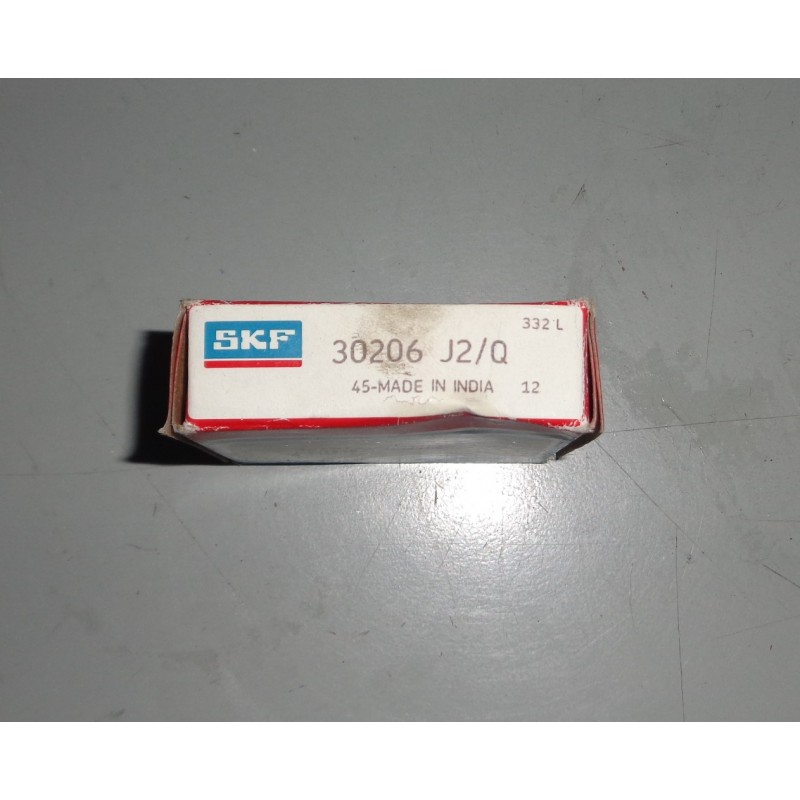 332 L
SKF 30206 J2/Q
45-MADE IN INDIA 12